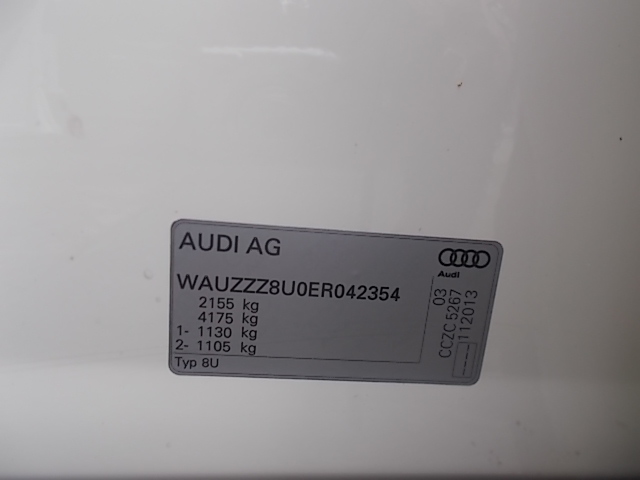 AUDI AG
WAUZZZ8U0ER042354
2155 kg
4175 kg
1- 1130 kg
2- 1105 kg
Typ 8U
Audi
03
CCZC 5267
112013